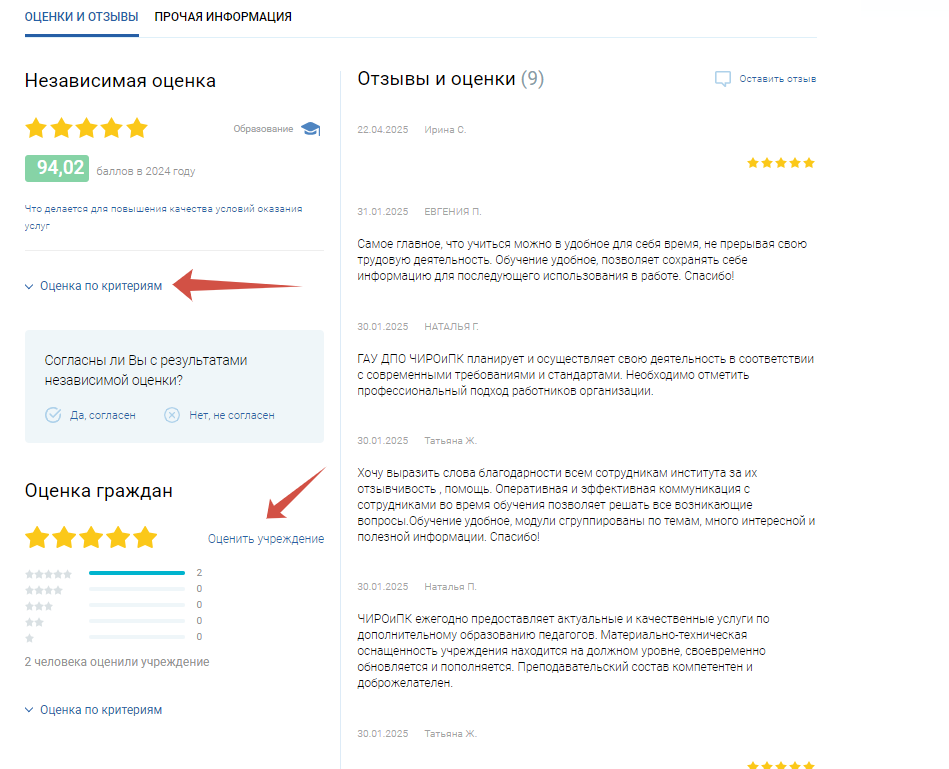 ОЦЕНКИ И ОТЗЫВЫ
ПРОЧАЯ ИНФОРМАЦИЯ
Независимая оценка
Образование
94,02
баллов в 2024 году
Что делается для повышения качества условий оказания
услуг
Оценка по критериям
Согласны ли Вы с результатами
независимой оценки?
Да, согласен
Нет, не согласен
Оценка граждан
Оценить учреждение
2
0
0
0
0
2 человека оценили учреждение
Оценка по критериям
Отзывы и оценки (9)
Оставить отзыв
22.04.2025 Ирина С.
31.01.2025 ЕВГЕНИЯ П.
Самое главное, что учиться можно в удобное для себя время, не прерывая свою
трудовую деятельность. Обучение удобное, позволяет сохранять себе
информацию для последующего использования в работе. Спасибо!
30.01.2025 НАТАЛЬЯ Г.
ГАУ ДПО ЧИРОиПК планирует и осуществляет свою деятельность в соответствии
с современными требованиями и стандартами. Необходимо отметить
профессиональный подход работников организации.
30.01.2025 Татьяна Ж.
Хочу выразить слова благодарности всем сотрудникам института за их
отзывчивость , помощь. Оперативная и эффективная коммуникация с
сотрудниками во время обучения позволяет решать все возникающие
вопросы.Обучение удобное, модули сгруппированы по темам, много интересной и
полезной информации. Спасибо!
30.01.2025 Наталья П.
ЧИРОиПК ежегодно предоставляет актуальные и качественные услуги по
дополнительному образованию педагогов. Материально-техническая
оснащенность учреждения находится на должном уровне, своевременно
обновляется и пополняется. Преподавательский состав компетентен и
доброжелателен.
30.01.2025 Татьяна Ж.